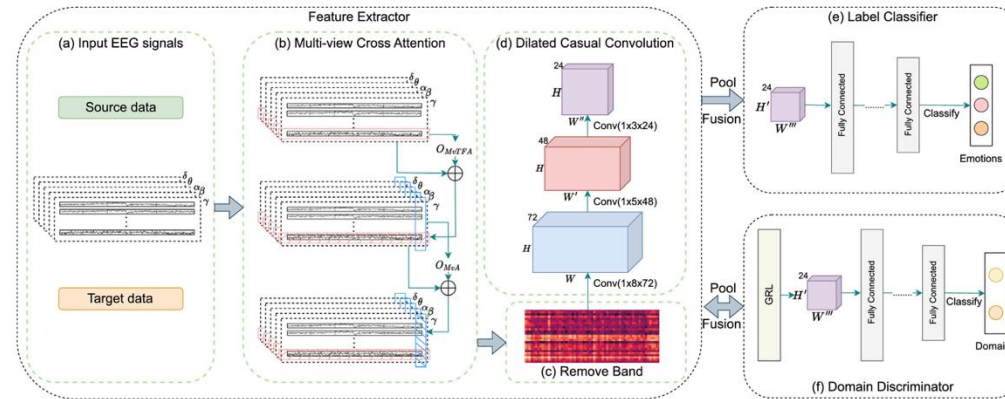 Feature Extractor
(a) Input EEG signals
Source data
δ
θ
α
β
γ
Target data
(b) Multi-view Cross Attention
δ
θ
α
β
γ
O_MvTFA
δ
θ
α
β
γ
O_MvA
δ
θ
α
β
γ
(d) Dilated Casual Convolution
24
H
W''
Conv(1x3x24)
48
H
W'
Conv(1x5x48)
72
H
W
Conv(1x8x72)
(c) Remove Band
Pool
Fusion
Pool
Fusion
(e) Label Classifier
24
H'
W'''
Fully Connected
........
Fully Connected
Classify
Emotions
GRL
24
H'
W'''
Fully Connected
........
Fully Connected
Classify
Domain
(f) Domain Discriminator